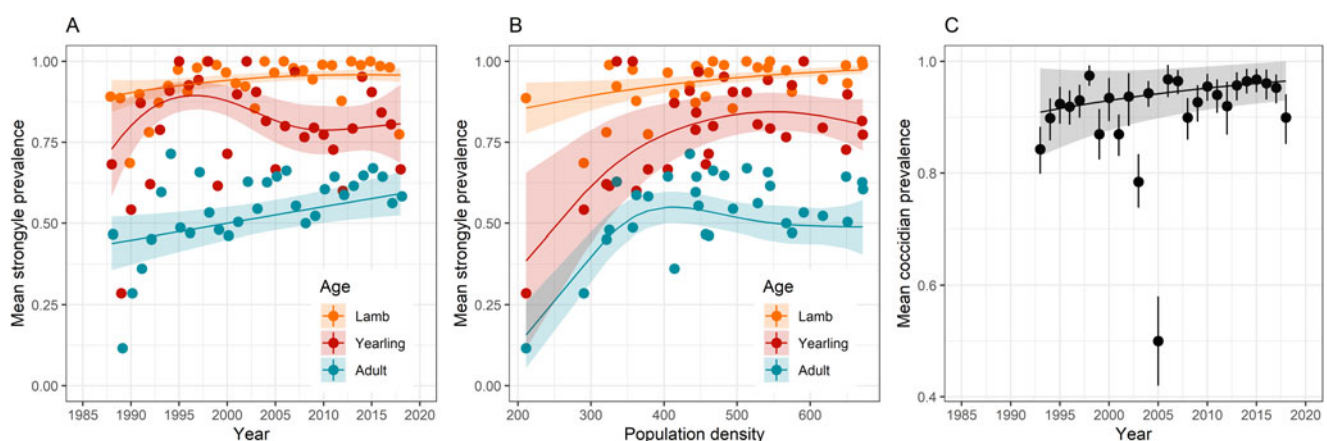 A
Mean strongyle prevalence
1.00
0.75
0.50
0.25
0.00
1985 1990 1995 2000 2005 2010 2015 2020
Year
Age
Lamb
Yearling
Adult
B
Mean strongyle prevalence
1.00
0.75
0.50
0.25
0.00
200 300 400 500 600
Population density
Age
Lamb
Yearling
Adult
C
Mean coccidian prevalence
1.0
0.8
0.6
0.4
1985 1990 1995 2000 2005 2010 2015 2020
Year